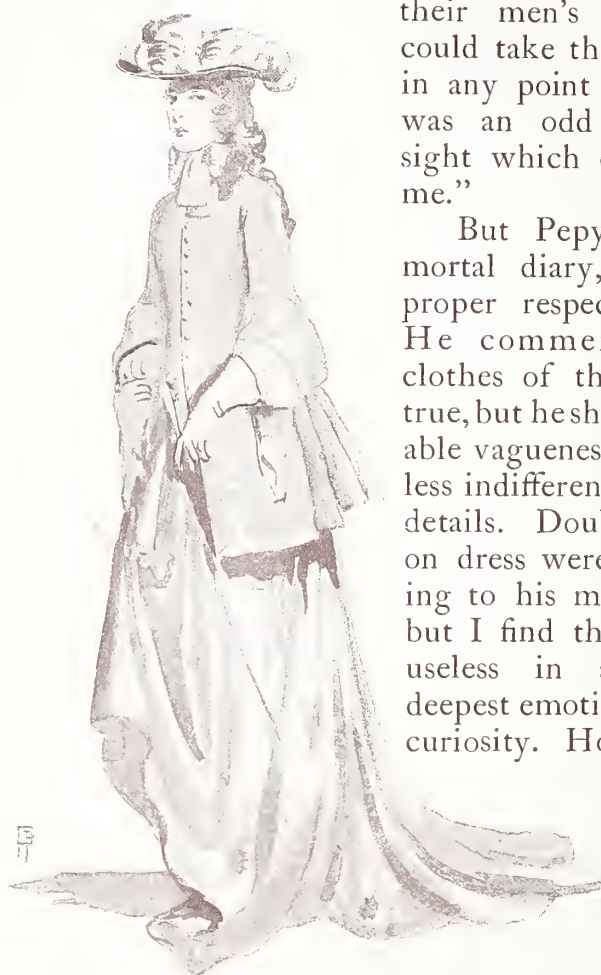 their men's
could take th
in any point
was an odd
sight which
me.”
But Pepy
mortal diary,
proper respec
He comme
clothes of th
true, but he sh
able vaguenes
less indifferen
details. Dou
on dress were
ing to his m
but I find th
useless in
deepest emoti
curiosity. Ho